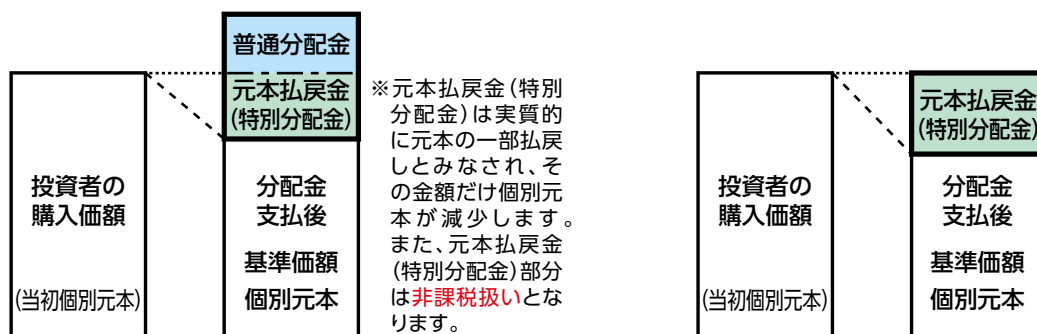 普通分配金
元本払戻金
(特別分配金)
投資者の
購入価額
(当初個別元本)
分配金
支払後
基準価額
個別元本
※元本払戻金(特別
分配金)は実質的
に元本の一部払戻
しとみなされ、そ
の金額だけ個別元
本が減少します。
また、元本払戻金
(特別分配金)部分
は非課税扱いとな
ります。
元本払戻金
(特別分配金)
投資者の
購入価額
(当初個別元本)
分配金
支払後
基準価額
個別元本